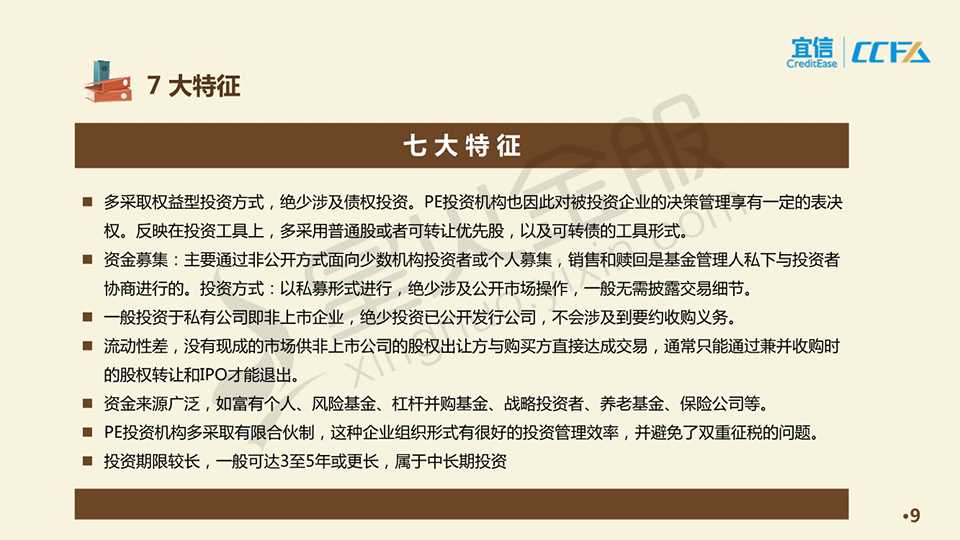 宜信
CreditEase
CCFA
7 大特征
七大特征
■ 多采取权益型投资方式，绝少涉及债权投资。PE投资机构也因此对被投资企业的决策管理享有一定的表决
权。反映在投资工具上，多采用普通股或者可转让优先股，以及可转债的工具形式。
■ 资金募集：主要通过非公开方式面向少数机构投资者或个人募集，销售和赎回是基金管理人私下与投资者
协商进行的。投资方式：以私募形式进行，绝少涉及公开市场操作，一般无需披露交易细节。
■ 一般投资于私有公司即非上市企业，绝少投资已公开发行公司，不会涉及到要约收购义务。
■ 流动性差，没有现成的市场供非上市公司的股权出让方与购买方直接达成交易，通常只能通过兼并收购时
的股权转让和IPO才能退出。
■ 资金来源广泛，如富有个人、风险基金、杠杆并购基金、战略投资者、养老基金、保险公司等。
■ PE投资机构多采取有限合伙制，这种企业组织形式有很好的投资管理效率，并避免了双重征税的问题。
■ 投资期限较长，一般可达3至5年或更长，属于中长期投资
星火金服
xinghuo.yixin.com
•9